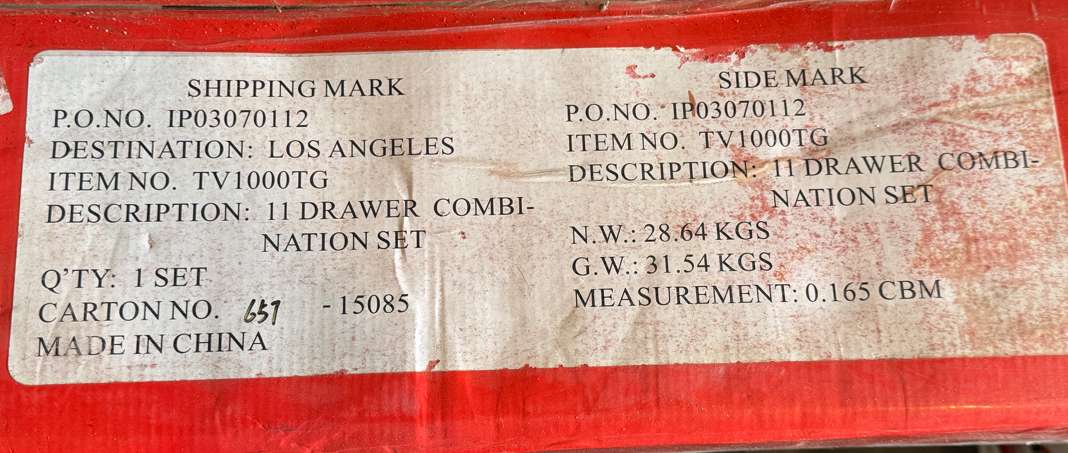 SHIPPING MARK
P.O.NO. IP03070112
DESTINATION: LOS ANGELES
ITEM NO. TV1000TG
DESCRIPTION: 11 DRAWER COMBI-
NATION SET
Q'TY: 1 SET
CARTON NO. 657 -15085
MADE IN CHINA
SIDE MARK
P.O.NO. IP03070112
ITEM NO. TV1000TG
DESCRIPTION: 11 DRAWER COMBI-
NATION SET
N.W.: 28.64 KGS
G.W.: 31.54 KGS
MEASUREMENT: 0.165 CBM